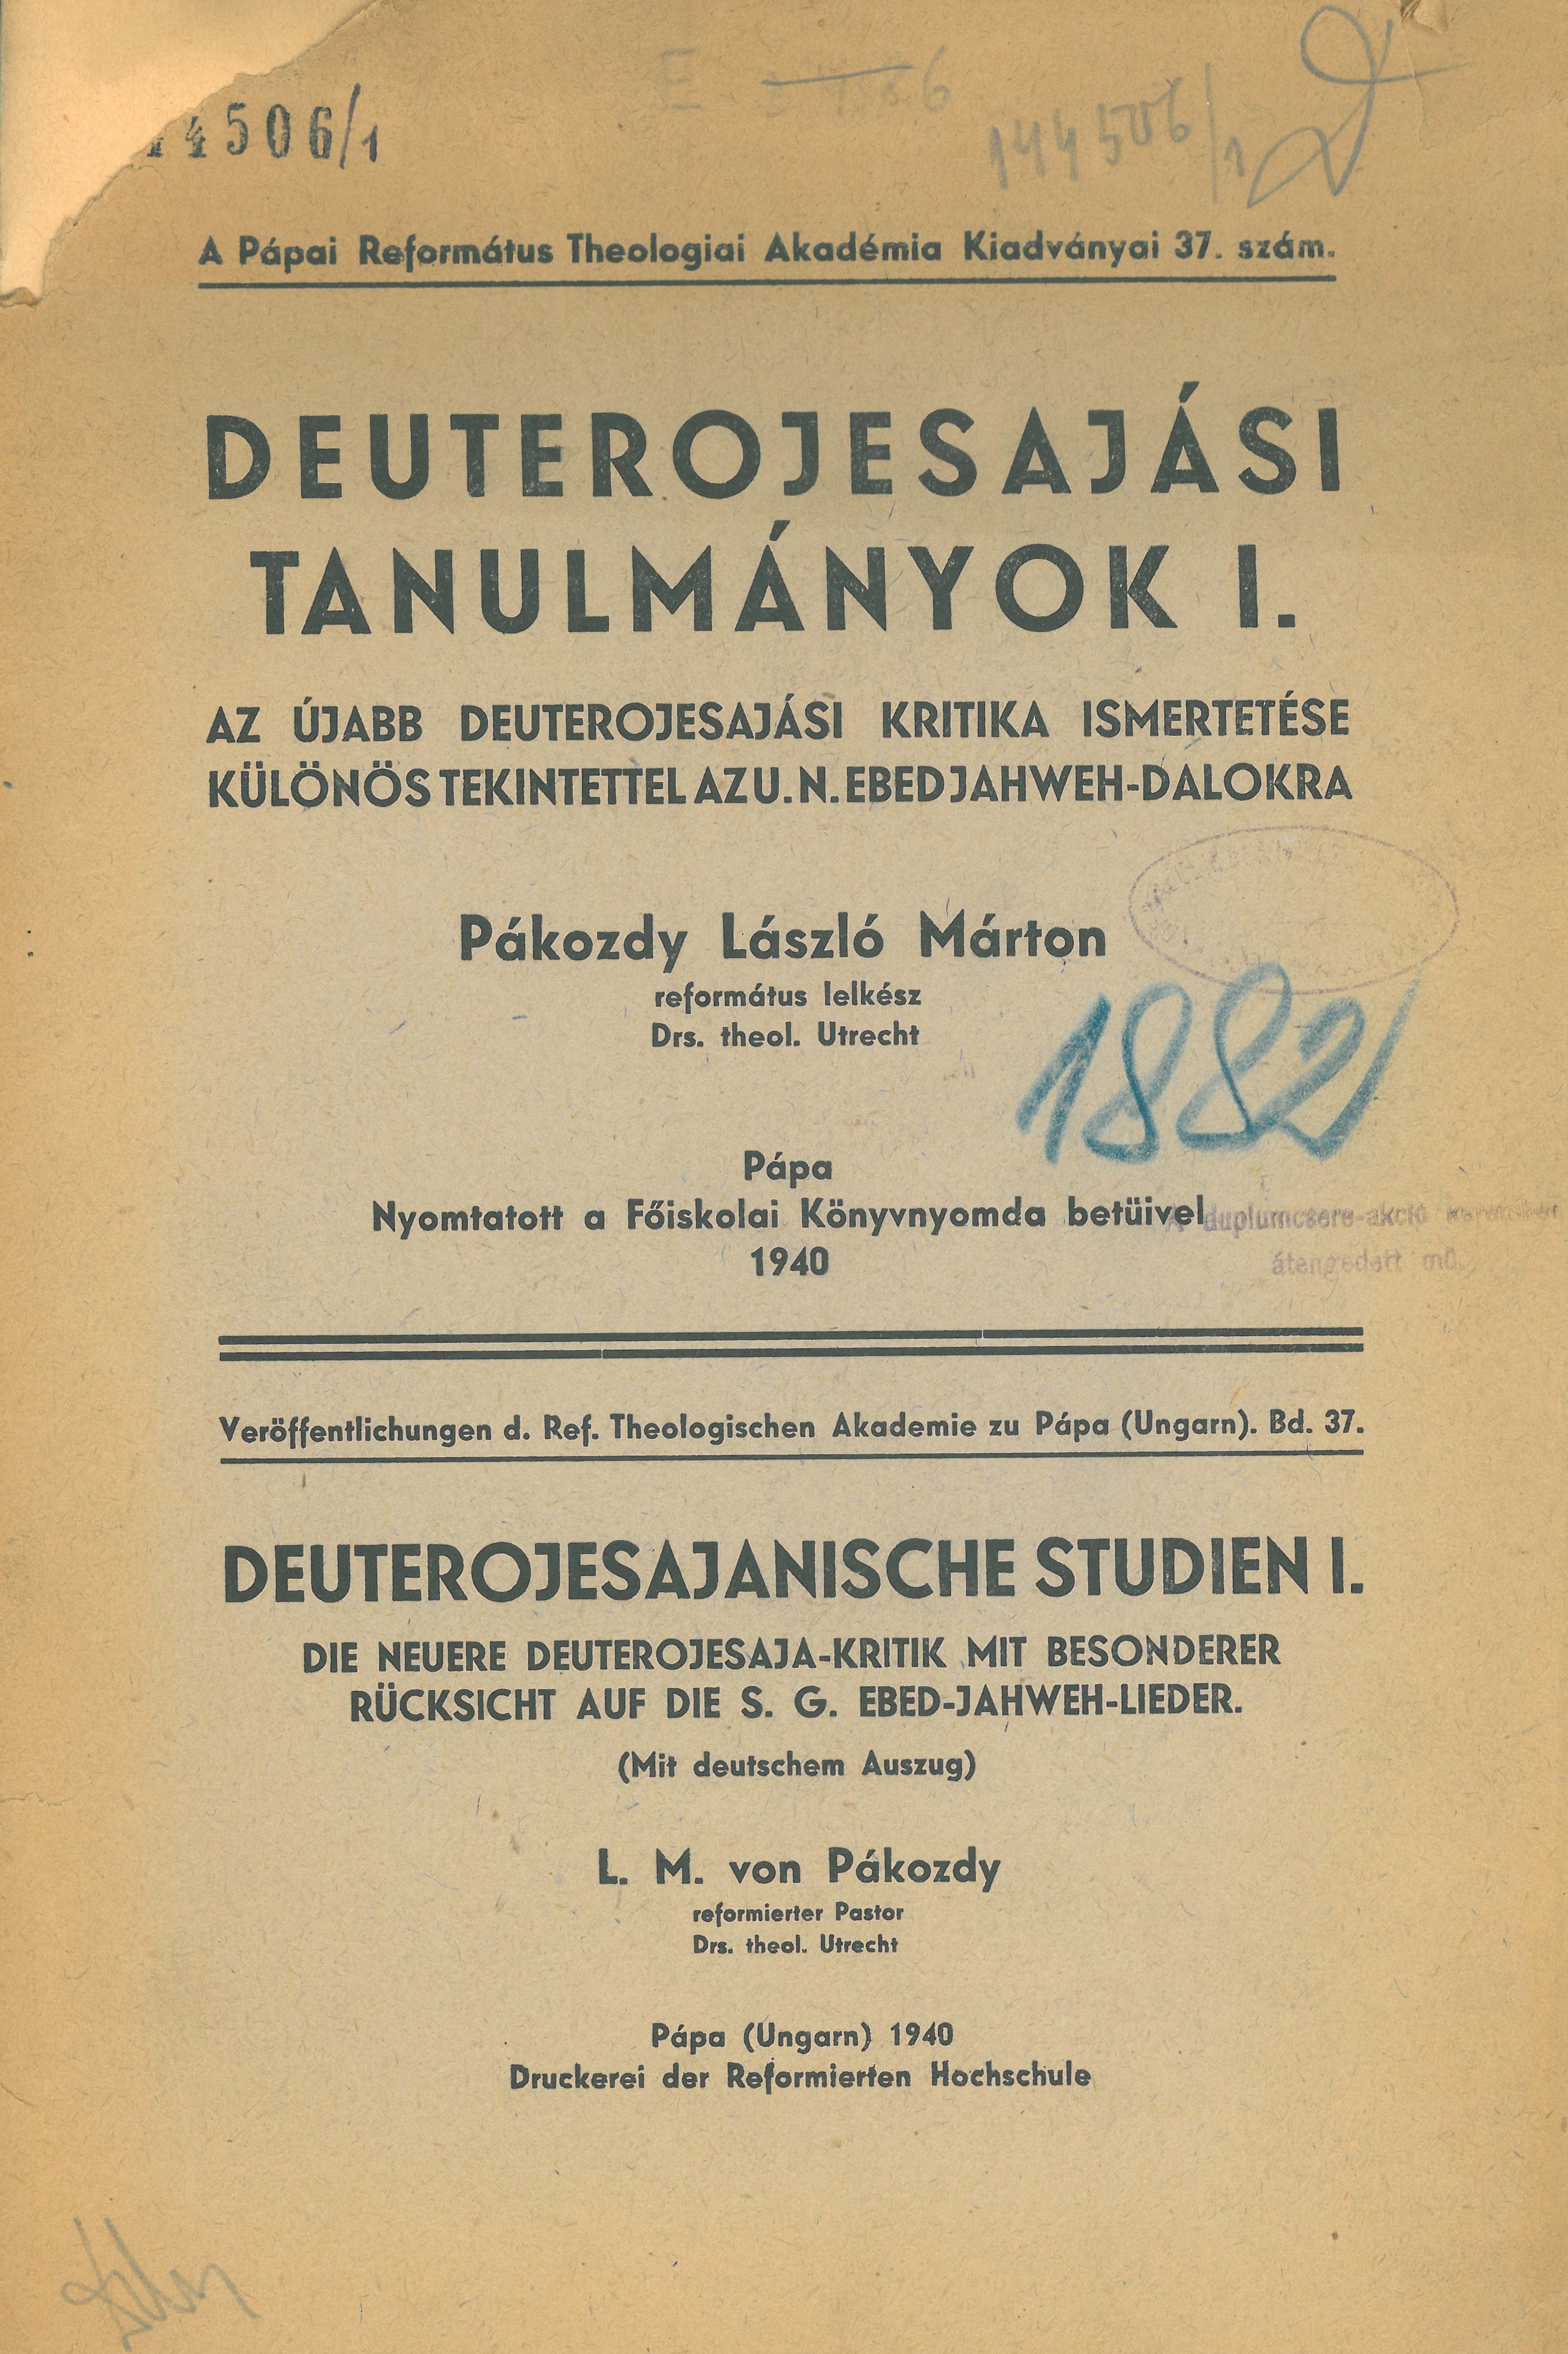 4506/1
144506/1
A Pápai Református Theologiai Akadémia Kiadványai 37. szám.
DEUTEROJESAJÁSI
TANULMÁNYOK I.
AZ ÚJABB DEUTEROJESAJÁSI KRITIKA ISMERTETÉSE
KÜLÖNÖS TEKINTETTEL AZ U. N. EBED JAHWEH-DALOKRA
Pákozdy László Márton
református lelkész
Drs. theol. Utrecht
1882
Pápa
Nyomtatott a Főiskolai Könyvnyomda betüivel
duplumcsere-akció
1940
átengedett mű.
Veröffentlichungen d. Ref. Theologischen Akademie zu Pápa (Ungarn). Bd. 37.
DEUTEROJESAJANISCHE STUDIEN I.
DIE NEUERE DEUTEROJESAJA-KRITIK MIT BESONDERER
RÜCKSICHT AUF DIE S. G. EBED-JAHWEH-LIEDER.
(Mit deutschem Auszug)
L. M. von Pákozdy
reformierter Pastor
Drs. theol. Utrecht
Pápa (Ungarn) 1940
Druckerei der Reformierten Hochschule